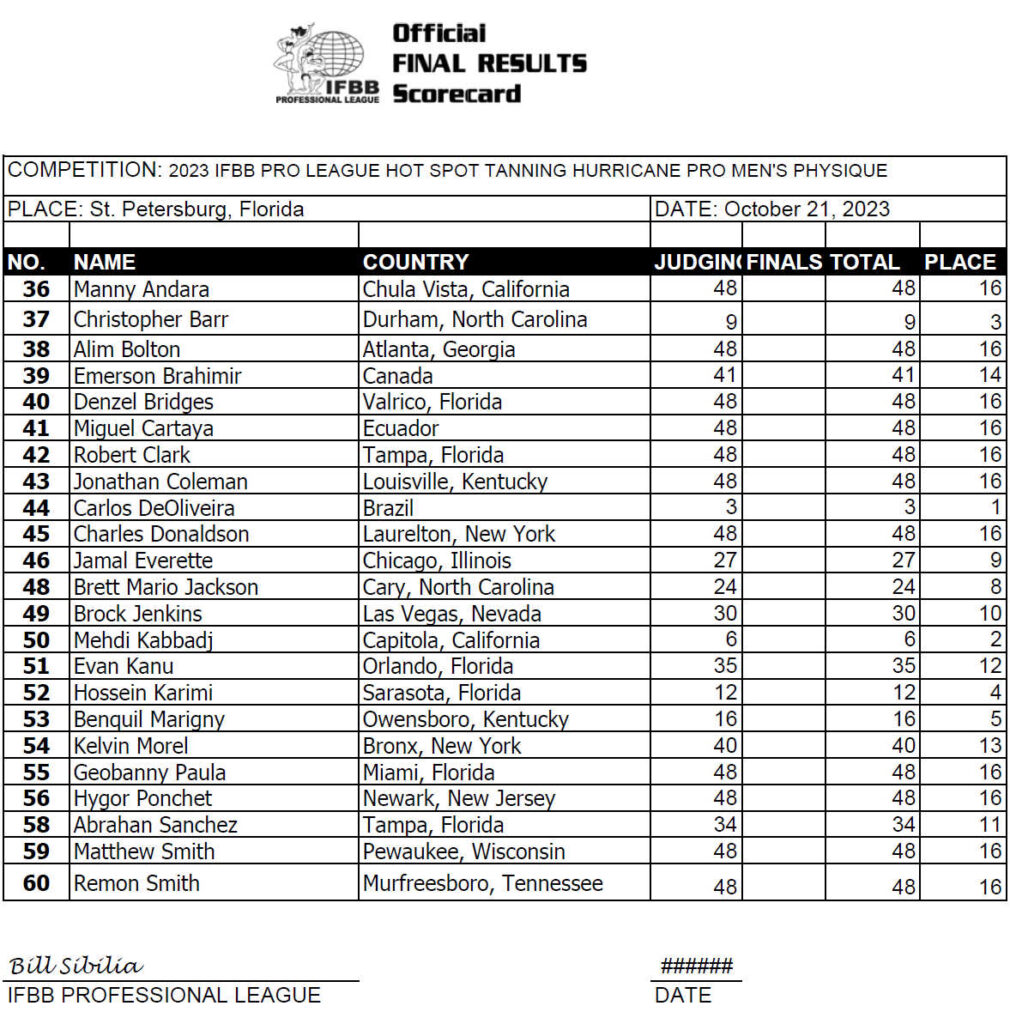 Official
FINAL RESULTS
Scorecard
IFBB
PROFESSIONAL LEAGUE
COMPETITION: 2023 IFBB PRO LEAGUE HOT SPOT TANNING HURRICANE PRO MEN'S PHYSIQUE
PLACE: St. Petersburg, Florida DATE: October 21, 2023
NO. NAME COUNTRY JUDGING FINALS TOTAL PLACE
36 Manny Andara Chula Vista, California 48 48 16
37 Christopher Barr Durham, North Carolina 9 9 3
38 Alim Bolton Atlanta, Georgia 48 48 16
39 Emerson Brahimir Canada 41 41 14
40 Denzel Bridges Valrico, Florida 48 48 16
41 Miguel Cartaya Ecuador 48 48 16
42 Robert Clark Tampa, Florida 48 48 16
43 Jonathan Coleman Louisville, Kentucky 48 48 16
44 Carlos DeOliveira Brazil 3 3 1
45 Charles Donaldson Laurelton, New York 48 48 16
46 Jamal Everette Chicago, Illinois 27 27 9
48 Brett Mario Jackson Cary, North Carolina 24 24 8
49 Brock Jenkins Las Vegas, Nevada 30 30 10
50 Mehdi Kabbadj Capitola, California 6 6 2
51 Evan Kanu Orlando, Florida 35 35 12
52 Hossein Karimi Sarasota, Florida 12 12 4
53 Benquil Marigny Owensboro, Kentucky 16 16 5
54 Kelvin Morel Bronx, New York 40 40 13
55 Geobanny Paula Miami, Florida 48 48 16
56 Hygor Ponchet Newark, New Jersey 48 48 16
58 Abrahan Sanchez Tampa, Florida 34 34 11
59 Matthew Smith Pewaukee, Wisconsin 48 48 16
60 Remon Smith Murfreesboro, Tennessee 48 48 16
Bill Sibilia ######
IFBB PROFESSIONAL LEAGUE DATE